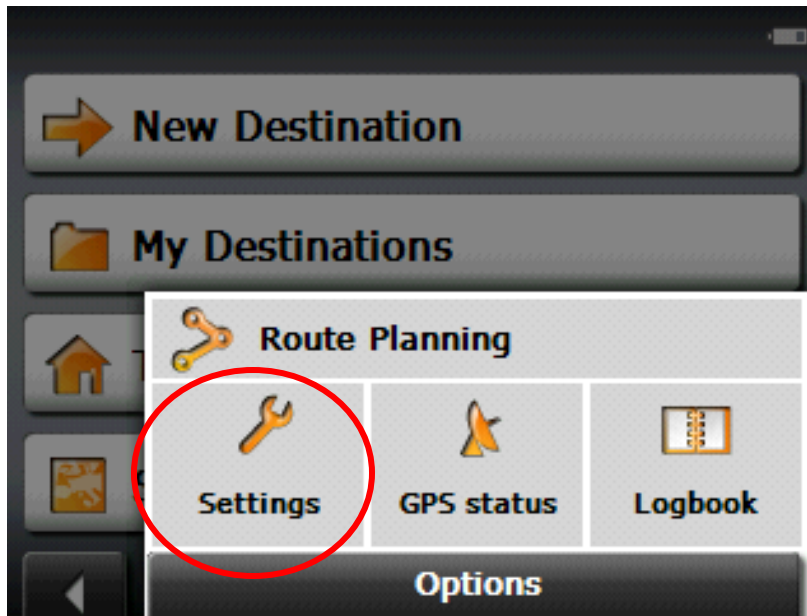 New Destination
My Destinations
Route Planning
Settings
GPS status
Logbook
Options